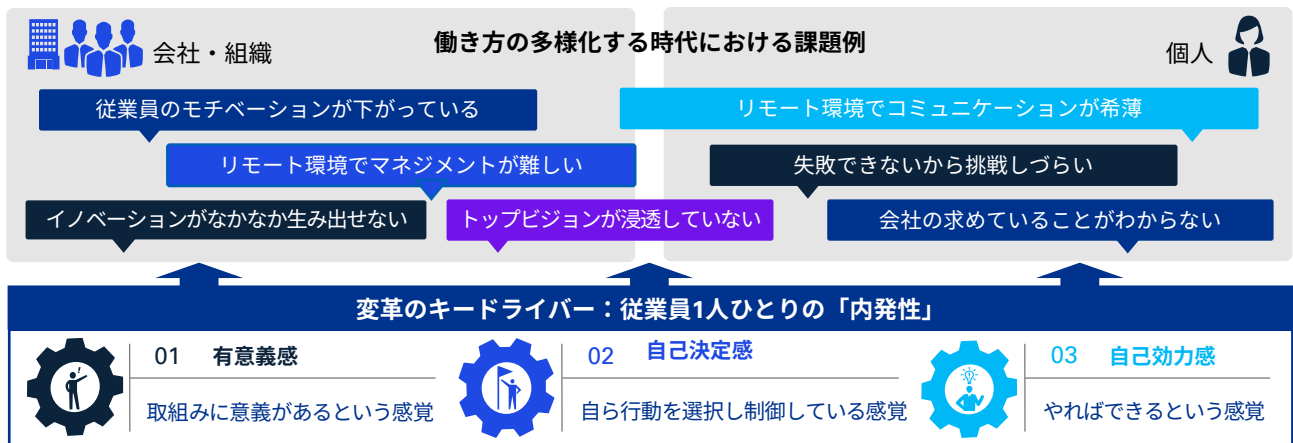 働き方の多様化する時代における課題例
会社・組織
個人
従業員のモチベーションが下がっている
リモート環境でコミュニケーションが希薄
リモート環境でマネジメントが難しい
失敗できないから挑戦しづらい
イノベーションがなかなか生み出せない
トップビジョンが浸透していない
会社の求めていることがわからない
変革のキードライバー：従業員1人ひとりの「内発性」
01 有意義感
取組みに意義があるという感覚
02 自己決定感
自ら行動を選択し制御している感覚
03 自己効力感
やればできるという感覚